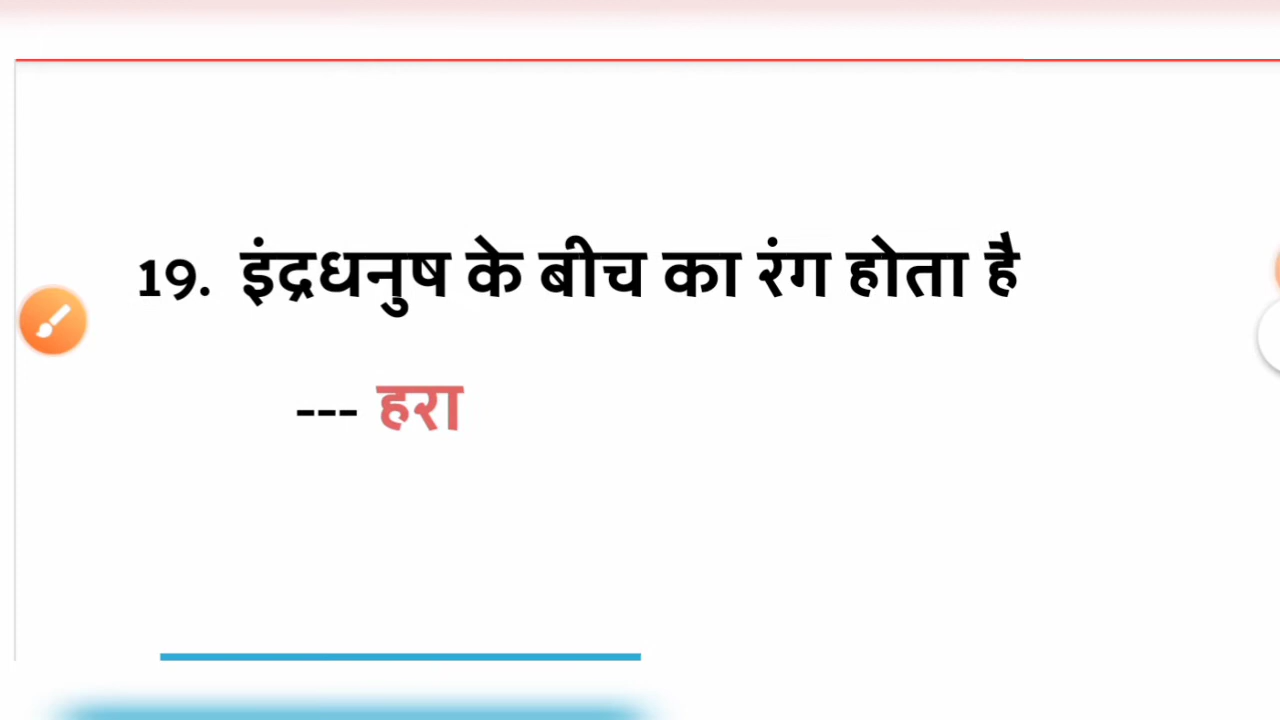 19. इंद्रधनुष के बीच का रंग होता है
--- हरा